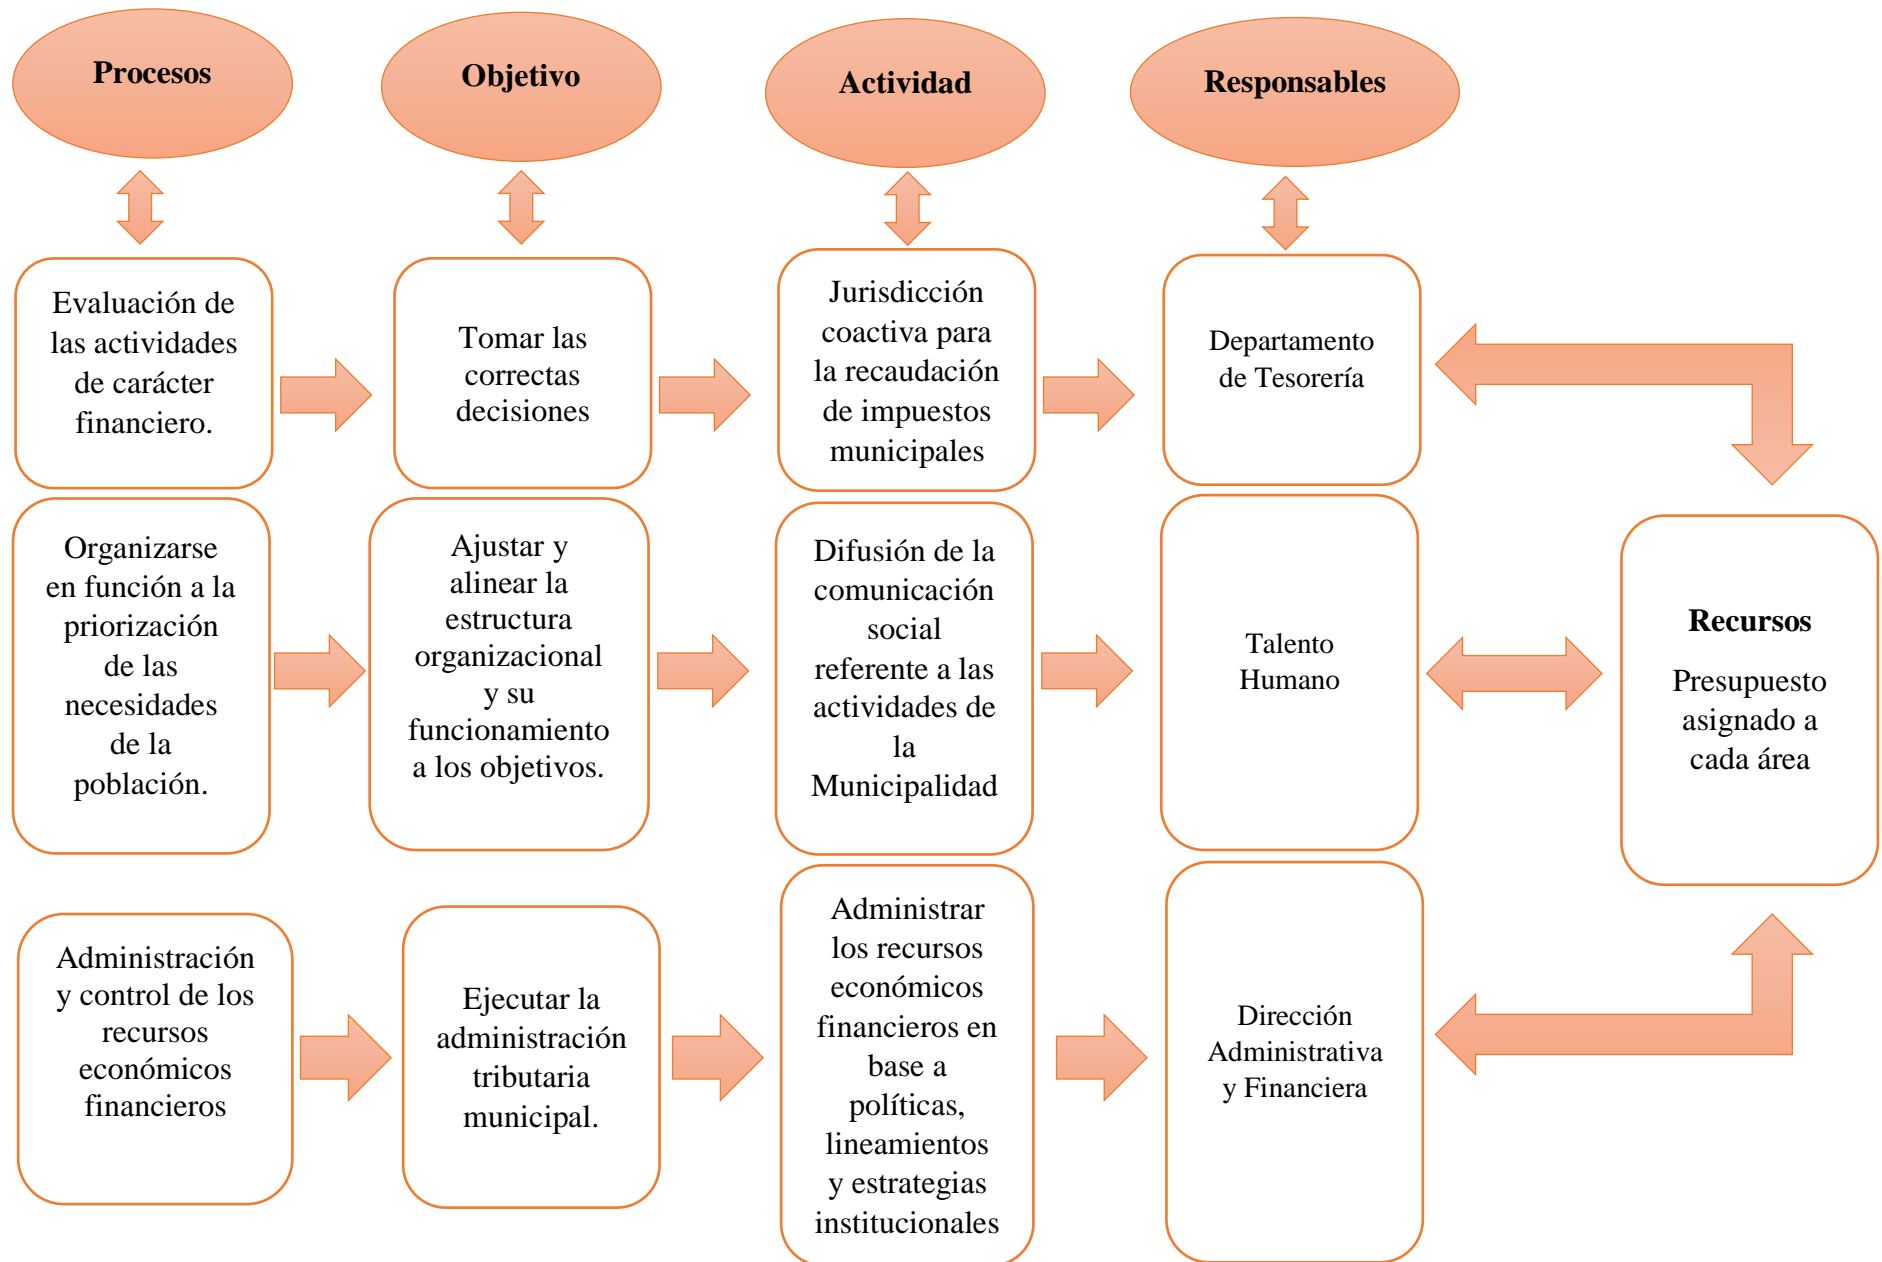 Procesos
Objetivo
Actividad
Responsables
Evaluación de
las actividades
de carácter
financiero.
Tomar las
correctas
decisiones
Jurisdicción
coactiva para
la recaudación
de impuestos
municipales
Departamento
de Tesorería
Organizarse
en función a la
priorización
de las
necesidades
de la
población.
Ajustar y
alinear la
estructura
organizacional
y su
funcionamiento
a los objetivos.
Difusión de la
comunicación
social
referente a las
actividades de
la
Municipalidad
Talento
Humano
Recursos
Presupuesto
asignado a
cada área
Administración
y control de los
recursos
económicos
financieros
Ejecutar la
administración
tributaria
municipal.
Administrar
los recursos
económicos
financieros en
base a
políticas,
lineamientos
y estrategias
institucionales
Dirección
Administrativa
y Financiera